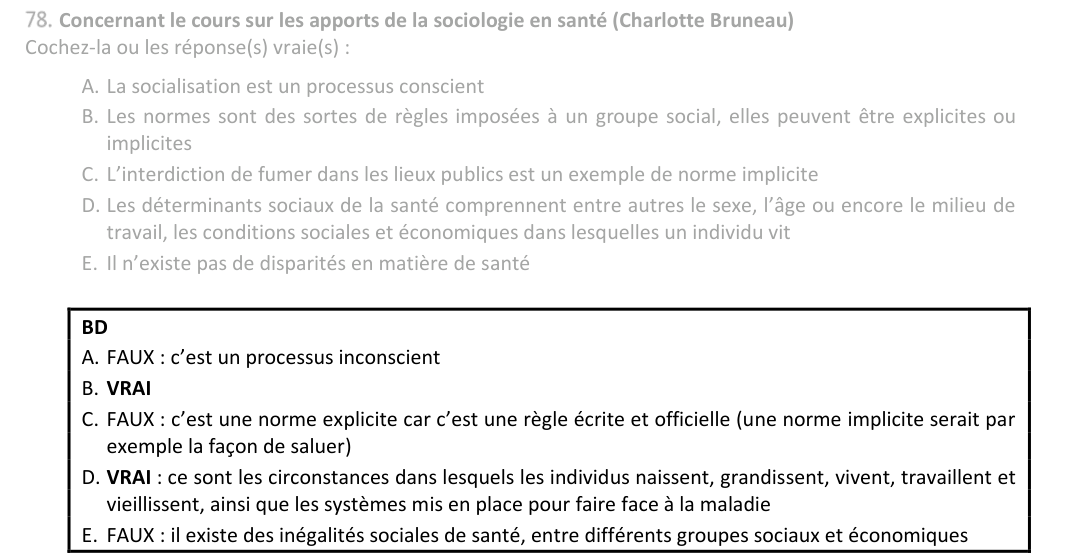 78. Concernant le cours sur les apports de la sociologie en santé (Charlotte Bruneau)
Cochez-la ou les réponse(s) vraie(s) :
A. La socialisation est un processus conscient
B. Les normes sont des sortes de règles imposées à un groupe social, elles peuvent être explicites ou
implicites
C. L’interdiction de fumer dans les lieux publics est un exemple de norme implicite
D. Les déterminants sociaux de la santé comprennent entre autres le sexe, l’âge ou encore le milieu de
travail, les conditions sociales et économiques dans lesquelles un individu vit
E. Il n’existe pas de disparités en matière de santé
BD
A. FAUX : c’est un processus inconscient
B. VRAI
C. FAUX : c’est une norme explicite car c’est une règle écrite et officielle (une norme implicite serait par
exemple la façon de saluer)
D. VRAI : ce sont les circonstances dans lesquels les individus naissent, grandissent, vivent, travaillent et
vieillissent, ainsi que les systèmes mis en place pour faire face à la maladie
E. FAUX : il existe des inégalités sociales de santé, entre différents groupes sociaux et économiques